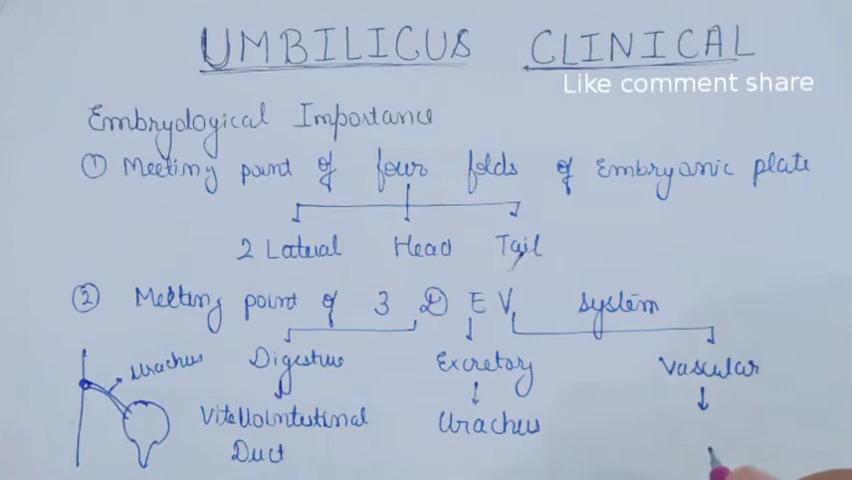 UMBILICUS CLINICAL
Like comment share
Embryological Importance
① Meeting point of four folds of Embryonic plate
2 Lateral Head Tail
② Meeting point of 3 D E V system
Urachus Digestive Excretory Vascular
Vitellointestinal Urachus
Duct